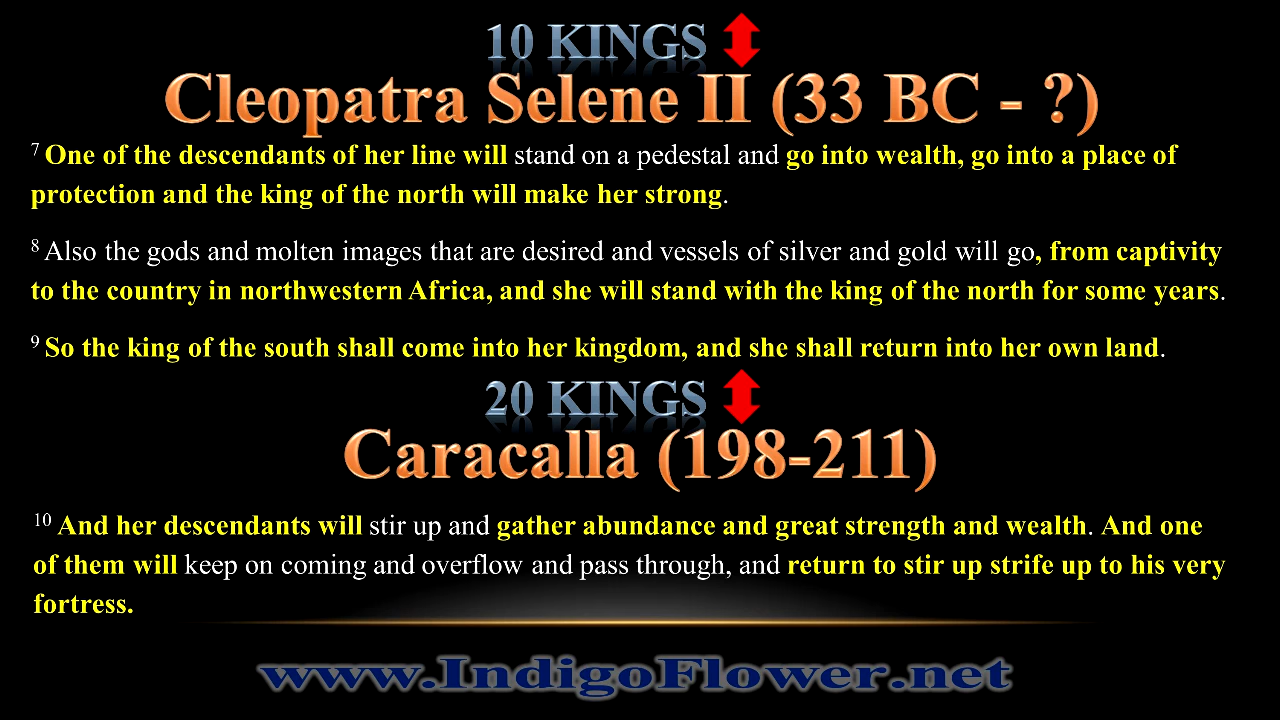 10 KINGS
Cleopatra Selene II (33 BC - ?)
7 One of the descendants of her line will stand on a pedestal and go into wealth, go into a place of
protection and the king of the north will make her strong.
8 Also the gods and molten images that are desired and vessels of silver and gold will go, from captivity
to the country in northwestern Africa, and she will stand with the king of the north for some years.
9 So the king of the south shall come into her kingdom, and she shall return into her own land.
20 KINGS
Caracalla (198-211)
10 And her descendants will stir up and gather abundance and great strength and wealth. And one
of them will keep on coming and overflow and pass through, and return to stir up strife up to his very
fortress.
www.IndigoFlower.net